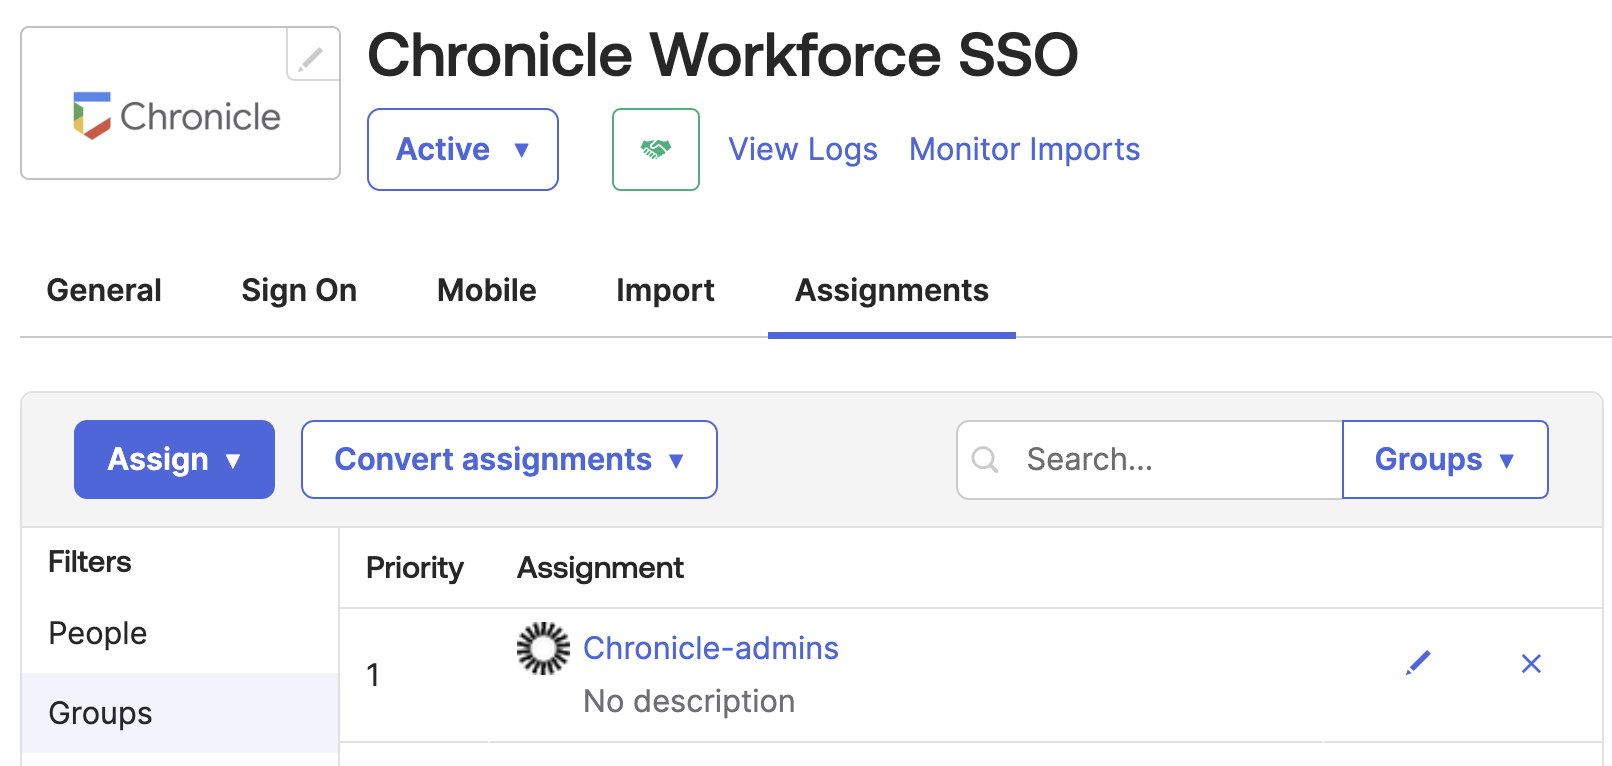 Chronicle
Chronicle Workforce SSO
Active
View Logs
Monitor Imports
General
Sign On
Mobile
Import
Assignments
Assign
Convert assignments
Search...
Groups
Filters
People
Groups
Priority
Assignment
1
Chronicle-admins
No description